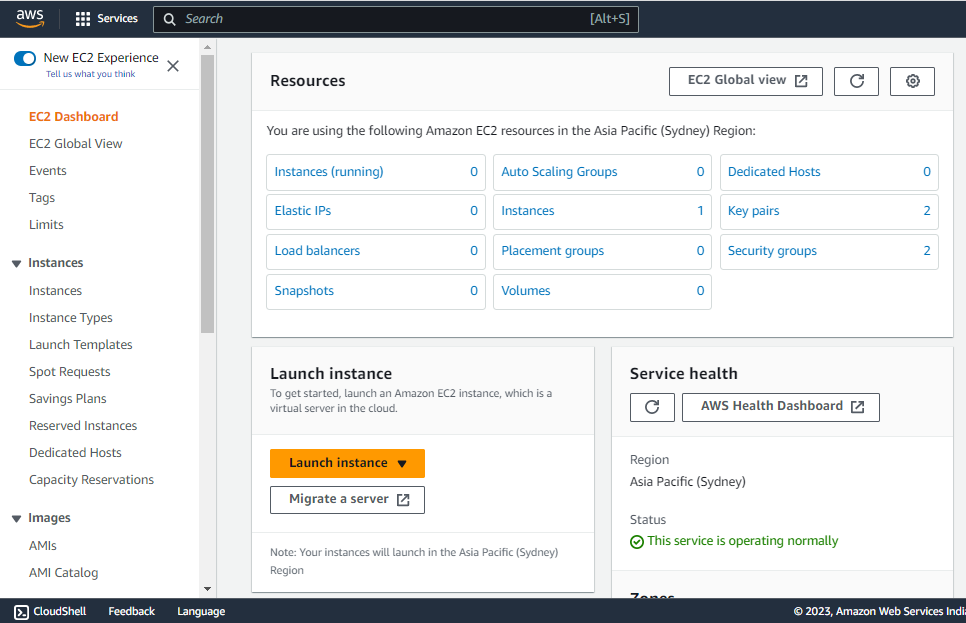 aws
Services
Search
[Alt+S]
New EC2 Experience
Tell us what you think
EC2 Dashboard
EC2 Global View
Events
Tags
Limits
Instances
Instances
Instance Types
Launch Templates
Spot Requests
Savings Plans
Reserved Instances
Dedicated Hosts
Capacity Reservations
Images
AMIs
AMI Catalog
Resources
EC2 Global view
You are using the following Amazon EC2 resources in the Asia Pacific (Sydney) Region:
Instances (running) 0
Auto Scaling Groups 0
Dedicated Hosts 0
Elastic IPs 0
Instances 1
Key pairs 2
Load balancers 0
Placement groups 0
Security groups 2
Snapshots 0
Volumes 0
Launch instance
To get started, launch an Amazon EC2 instance, which is a
virtual server in the cloud.
Launch instance
Migrate a server
Note: Your instances will launch in the Asia Pacific (Sydney)
Region
Service health
AWS Health Dashboard
Region
Asia Pacific (Sydney)
Status
This service is operating normally
Zones
CloudShell
Feedback
Language
© 2023, Amazon Web Services India